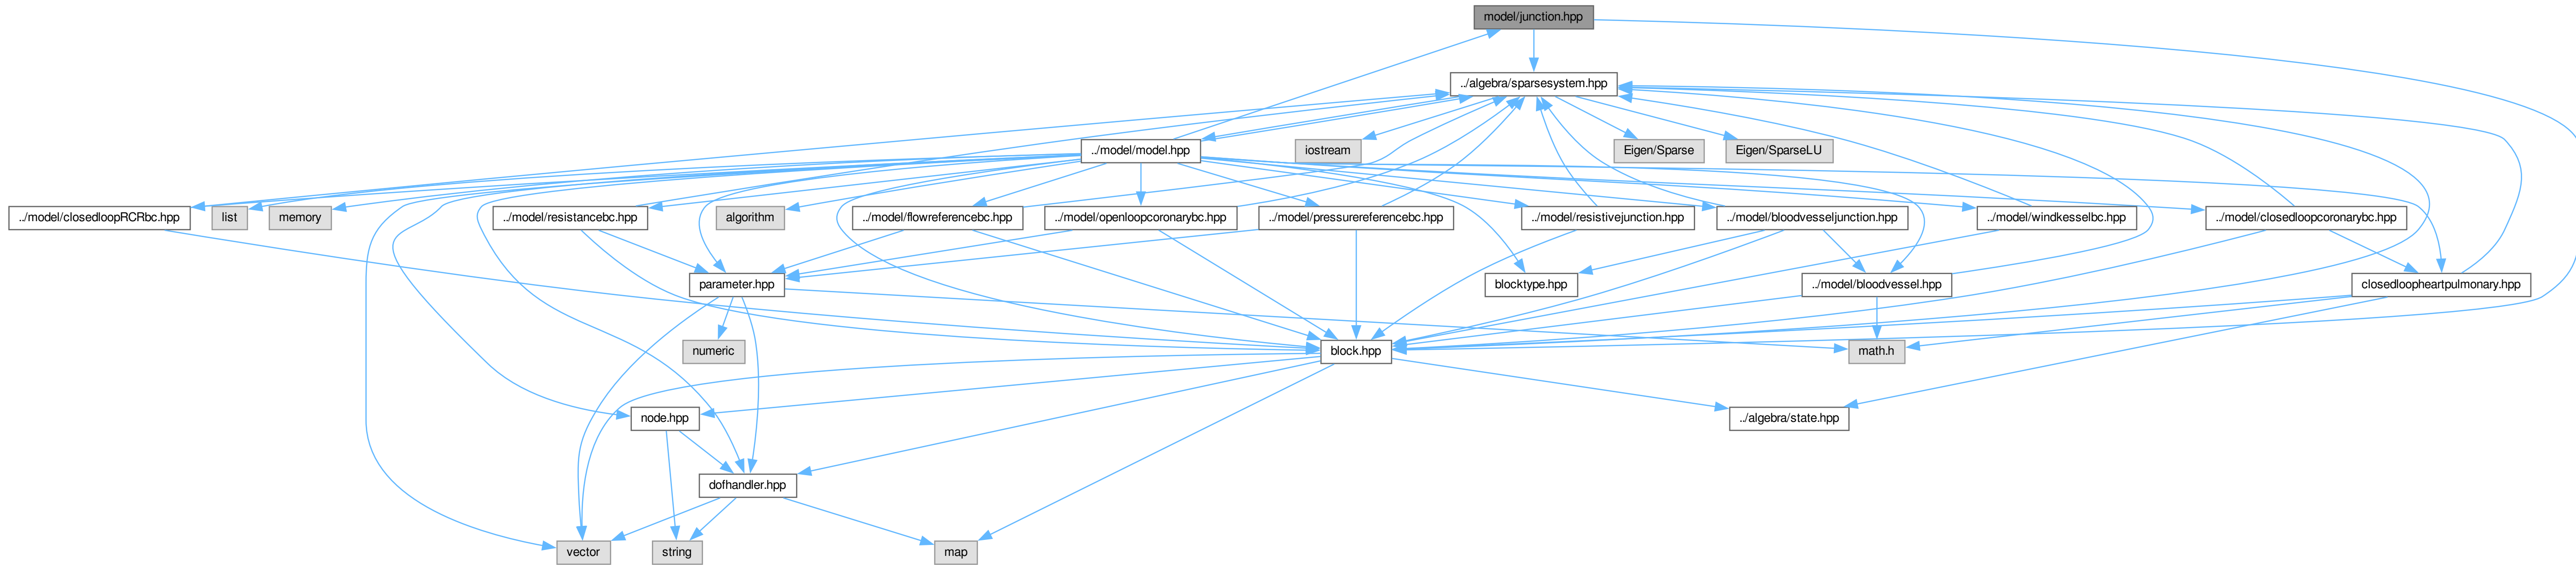 model/junction.hpp
../algebra/sparsesystem.hpp
../model/model.hpp
iostream
Eigen/Sparse
Eigen/SparseLU
../model/closedloopRCRbc.hpp
list
memory
../model/resistancebc.hpp
algorithm
../model/flowreferencebc.hpp
../model/openloopcoronarybc.hpp
../model/pressurereferencebc.hpp
../model/resistivejunction.hpp
../model/bloodvesseljunction.hpp
../model/windkesselbc.hpp
../model/closedloopcoronarybc.hpp
parameter.hpp
blocktype.hpp
../model/bloodvessel.hpp
closedloopheartpulmonary.hpp
numeric
block.hpp
math.h
node.hpp
../algebra/state.hpp
dofhandler.hpp
vector
string
map